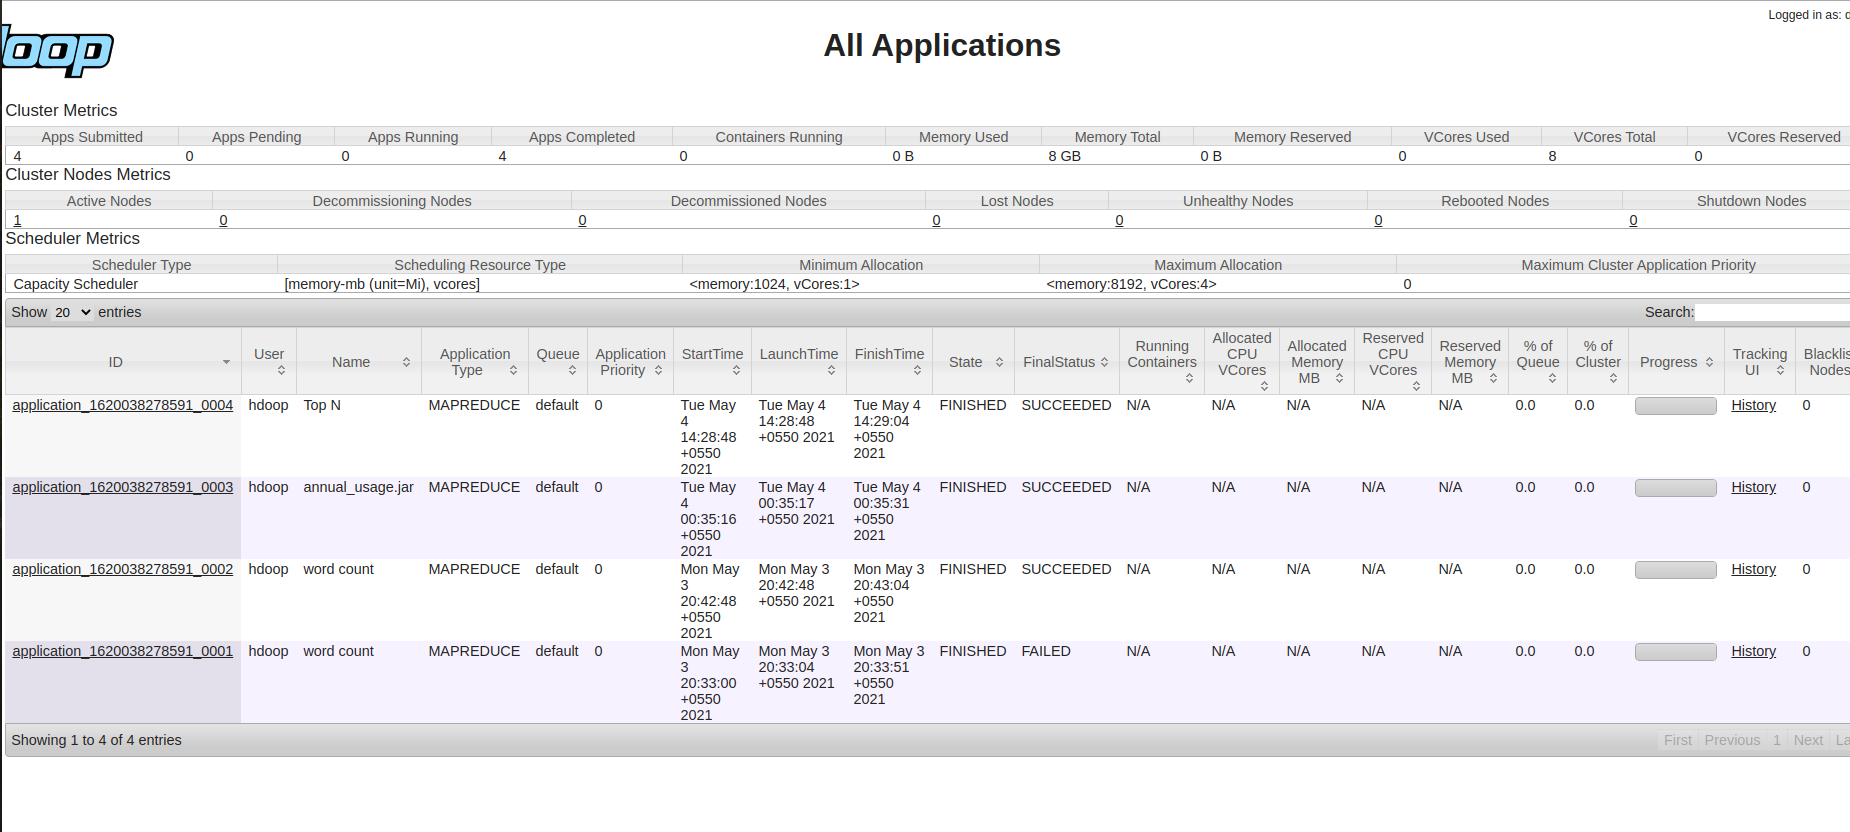 Logged in as: d
loop
All Applications
Cluster Metrics
Apps Submitted Apps Pending Apps Running Apps Completed Containers Running Memory Used Memory Total Memory Reserved VCores Used VCores Total VCores Reserved
4 0 0 4 0 0 B 8 GB 0 B 0 8 0
Cluster Nodes Metrics
Active Nodes Decommissioning Nodes Decommissioned Nodes Lost Nodes Unhealthy Nodes Rebooted Nodes Shutdown Nodes
1 0 0 0 0 0 0
Scheduler Metrics
Scheduler Type Scheduling Resource Type Minimum Allocation Maximum Allocation Maximum Cluster Application Priority
Capacity Scheduler [memory-mb (unit=Mi), vcores] <memory:1024, vCores:1> <memory:8192, vCores:4> 0
Show 20 entries Search:
ID User Name Application Type Queue Application Priority StartTime LaunchTime FinishTime State FinalStatus Running Containers Allocated CPU VCores Allocated Memory MB Reserved CPU VCores Reserved Memory MB % of Queue % of Cluster Progress Tracking UI Blacklis Nodes
application_1620038278591_0004 hdoop Top N MAPREDUCE default 0 Tue May 4 14:28:48 +0550 2021 Tue May 4 14:28:48 +0550 2021 Tue May 4 14:29:04 +0550 2021 FINISHED SUCCEEDED N/A N/A N/A N/A N/A 0.0 0.0 History 0
application_1620038278591_0003 hdoop annual_usage.jar MAPREDUCE default 0 Tue May 4 00:35:16 +0550 2021 Tue May 4 00:35:17 +0550 2021 Tue May 4 00:35:31 +0550 2021 FINISHED SUCCEEDED N/A N/A N/A N/A N/A 0.0 0.0 History 0
application_1620038278591_0002 hdoop word count MAPREDUCE default 0 Mon May 3 20:42:48 +0550 2021 Mon May 3 20:42:48 +0550 2021 Mon May 3 20:43:04 +0550 2021 FINISHED SUCCEEDED N/A N/A N/A N/A N/A 0.0 0.0 History 0
application_1620038278591_0001 hdoop word count MAPREDUCE default 0 Mon May 3 20:33:00 +0550 2021 Mon May 3 20:33:04 +0550 2021 Mon May 3 20:33:51 +0550 2021 FINISHED FAILED N/A N/A N/A N/A N/A 0.0 0.0 History 0
Showing 1 to 4 of 4 entries First Previous 1 Next La